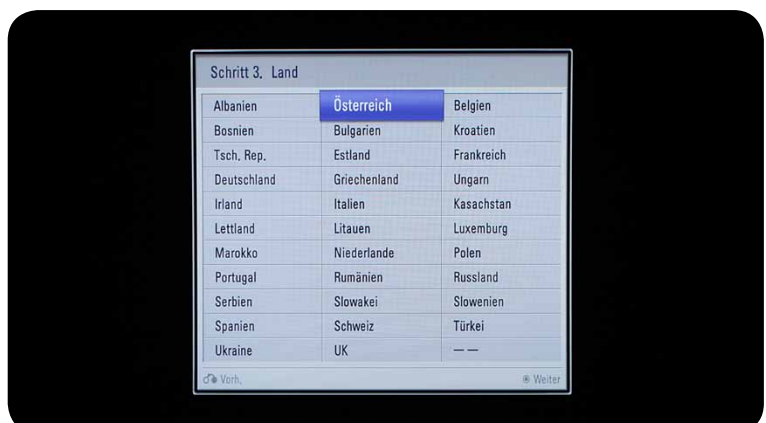 Schritt 3. Land
Albanien Österreich Belgien
Bosnien Bulgarien Kroatien
Tsch. Rep. Estland Frankreich
Deutschland Griechenland Ungarn
Irland Italien Kasachstan
Lettland Litauen Luxemburg
Marokko Niederlande Polen
Portugal Rumänien Russland
Serbien Slowakei Slowenien
Spanien Schweiz Türkei
Ukraine UK — —
Vorh. Weiter